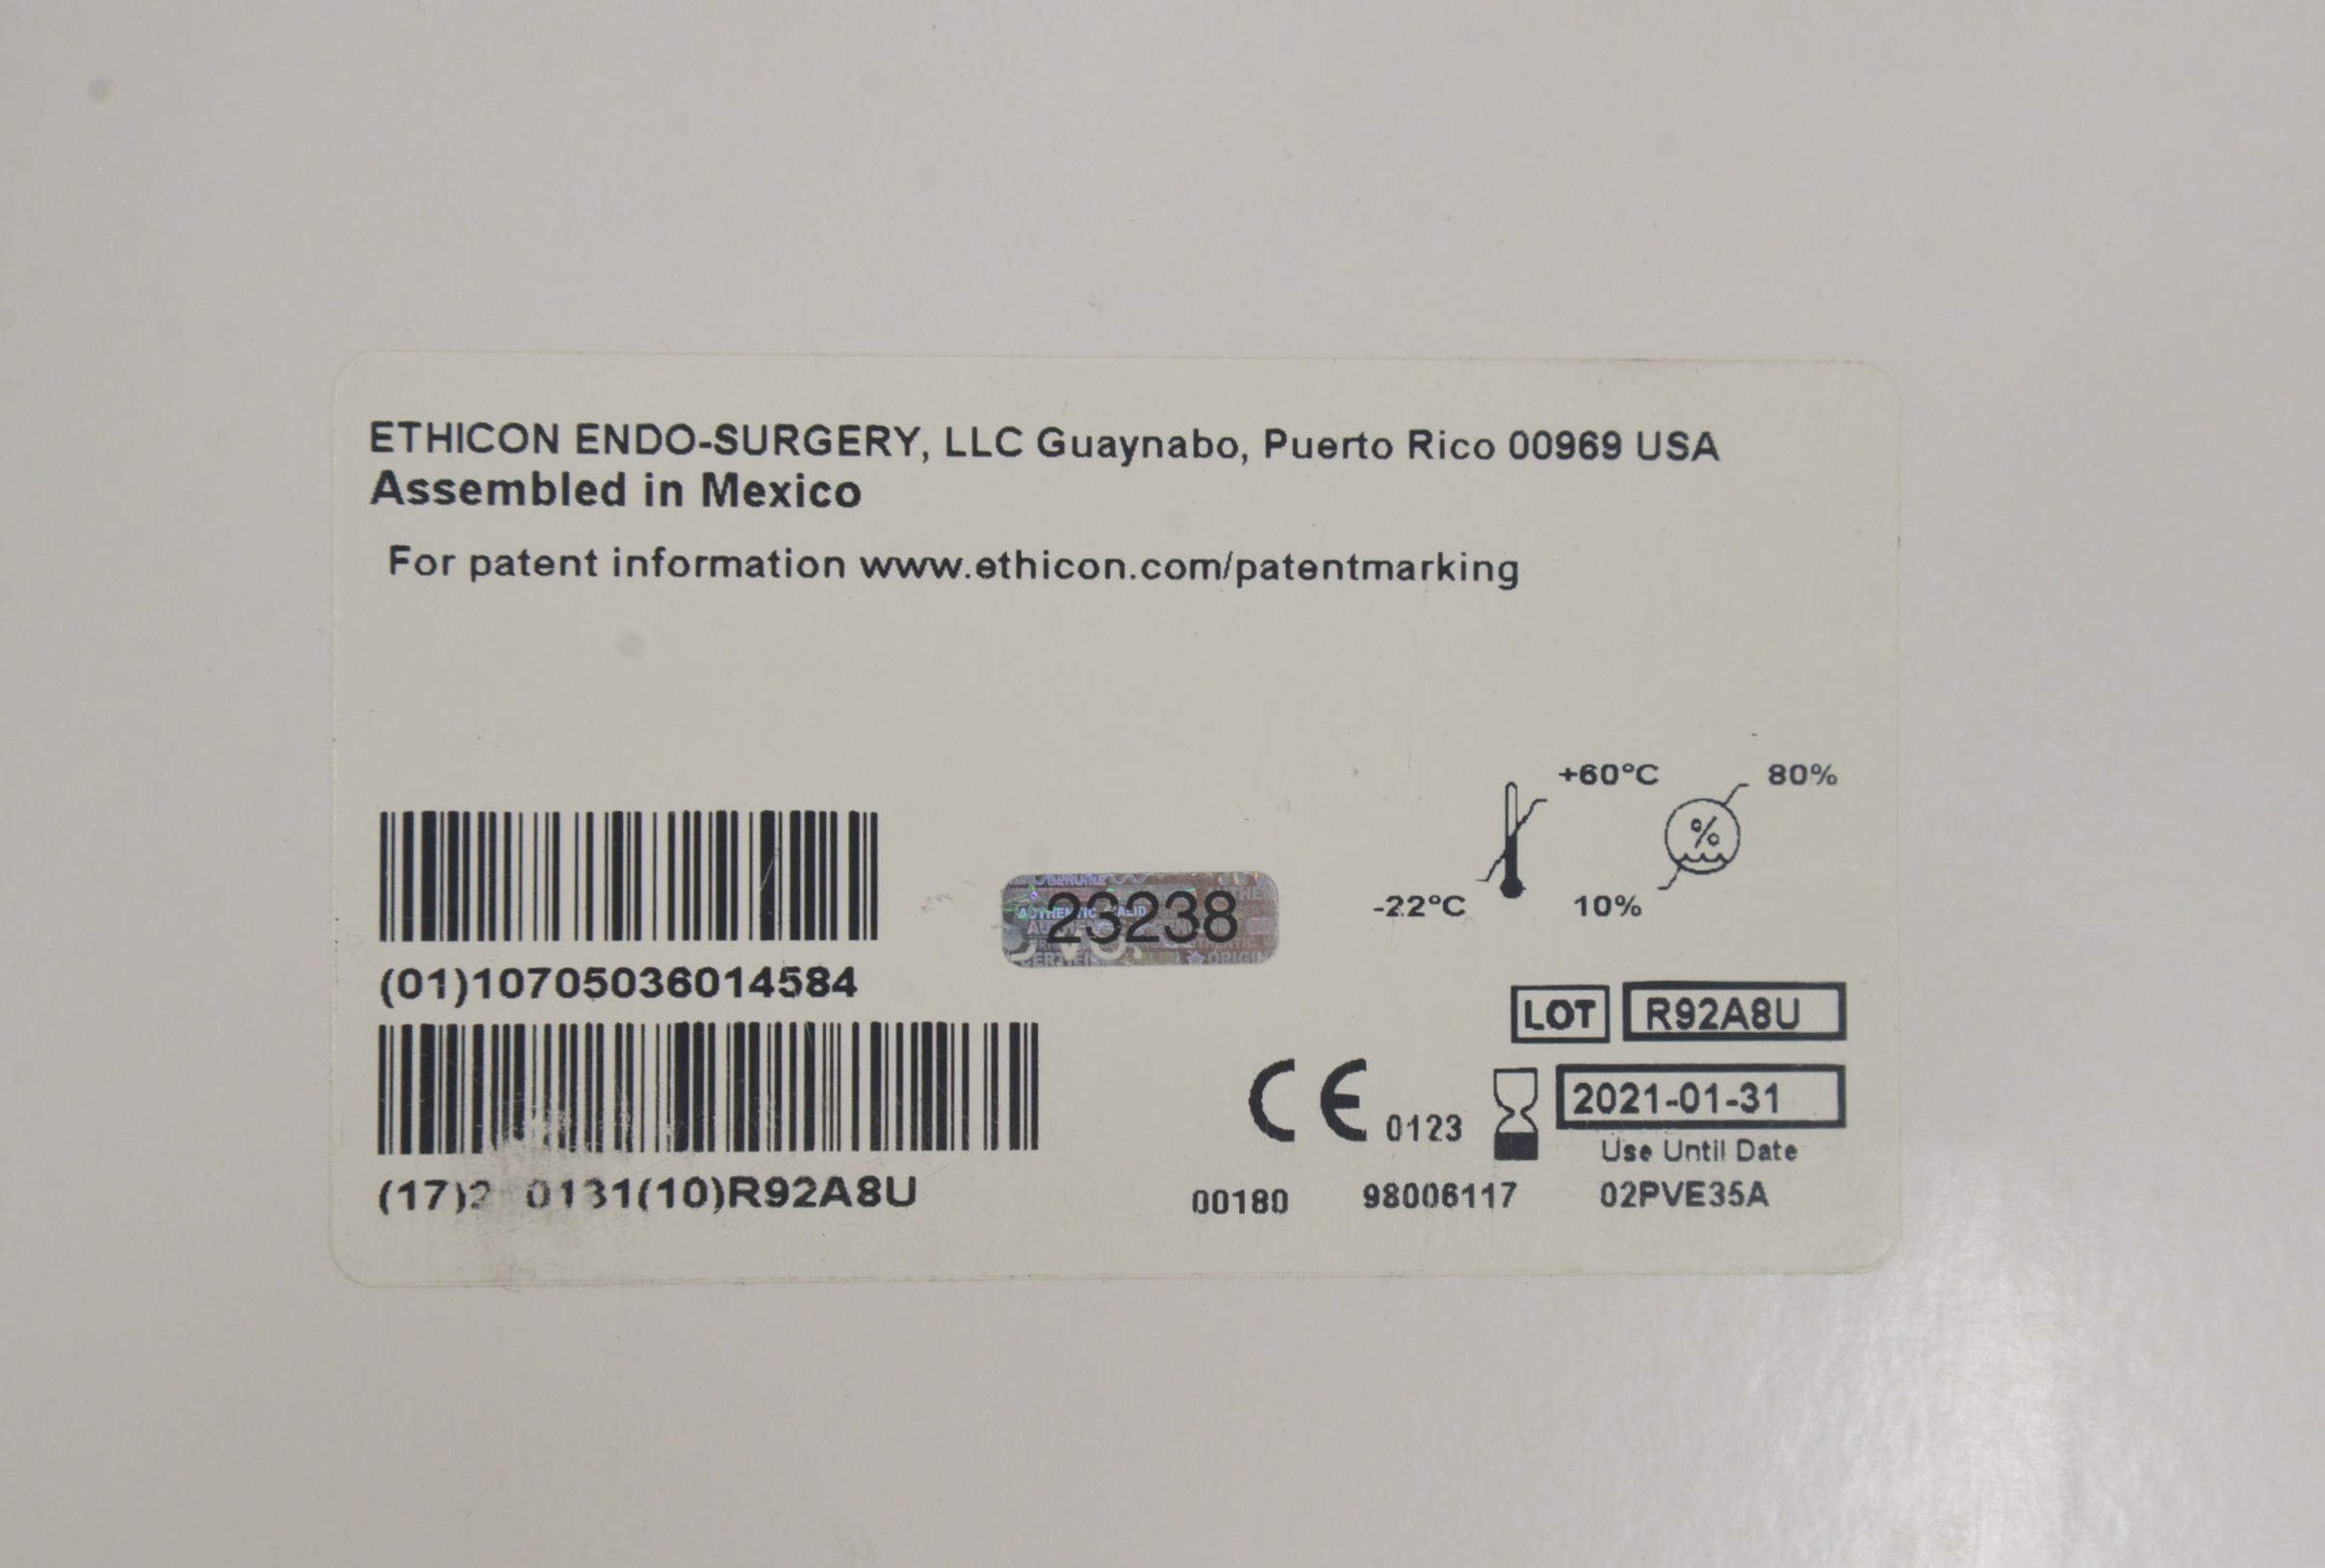 ETHICON ENDO-SURGERY, LLC Guaynabo, Puerto Rico 00969 USA
Assembled in Mexico
For patent information www.ethicon.com/patentmarking
+60°C 80%
%
-22°C 10%
23238
(01)10705036014584
LOT R92A8U
CE 0123 2021-01-31
Use Until Date
0131(10)R92A8U
00180 98006117 02PVE35A